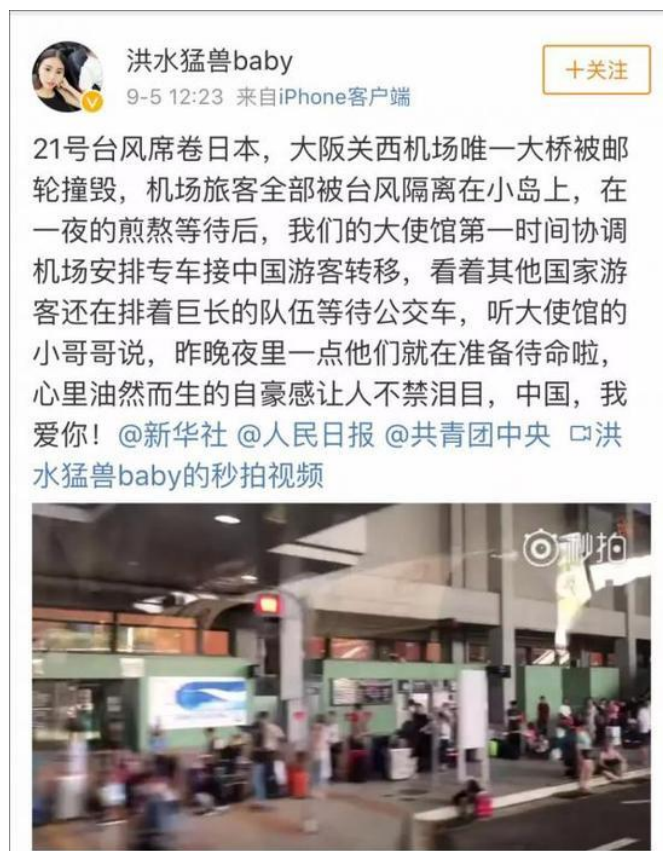 洪水猛兽baby
+关注
9-5 12:23 来自iPhone客户端
21号台风席卷日本，大阪关西机场唯一大桥被邮
轮撞毁，机场旅客全部被台风隔离在小岛上，在
一夜的煎熬等待后，我们的大使馆第一时间协调
机场安排专车接中国游客转移，看着其他国家游
客还在排着巨长的队伍等待公交车，听大使馆的
小哥哥说，昨晚夜里一点他们就在准备待命啦，
心里油然而生的自豪感让人不禁泪目，中国，我
爱你！@新华社 @人民日报 @共青团中央 洪
水猛兽baby的秒拍视频
秒拍